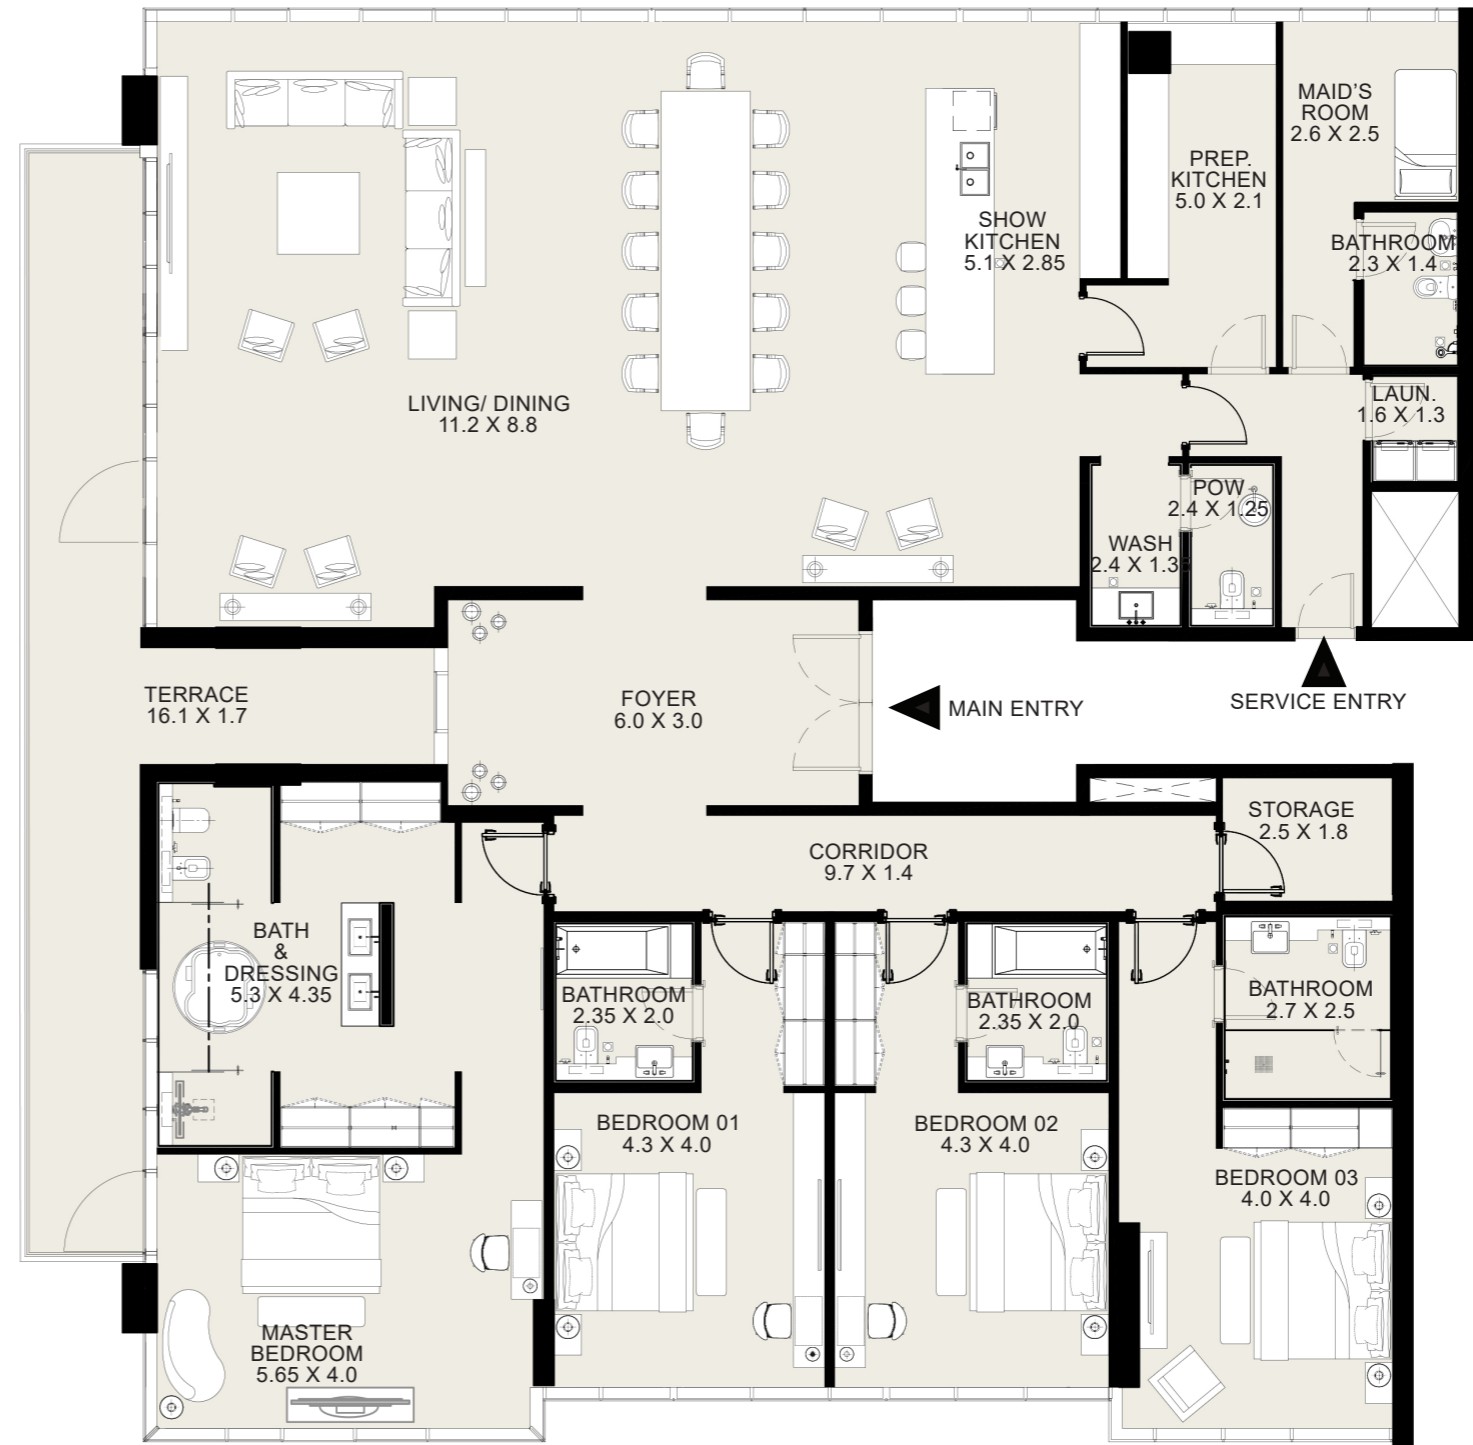 MAID'S
ROOM
2.6 X 2.5
PREP.
KITCHEN
5.0 X 2.1
SHOW
KITCHEN
5.1 X 2.85
BATHROOM
2.3 X 1.4
LIVING/ DINING
11.2 X 8.8
LAUN.
1.6 X 1.3
POW
2.4 X 1.25
WASH
2.4 X 1.3
TERRACE
16.1 X 1.7
FOYER
6.0 X 3.0
MAIN ENTRY
SERVICE ENTRY
STORAGE
2.5 X 1.8
CORRIDOR
9.7 X 1.4
BATH
&
DRESSING
5.3 X 4.35
BATHROOM
2.35 X 2.0
BATHROOM
2.35 X 2.0
BATHROOM
2.7 X 2.5
BEDROOM 01
4.3 X 4.0
BEDROOM 02
4.3 X 4.0
BEDROOM 03
4.0 X 4.0
MASTER
BEDROOM
5.65 X 4.0